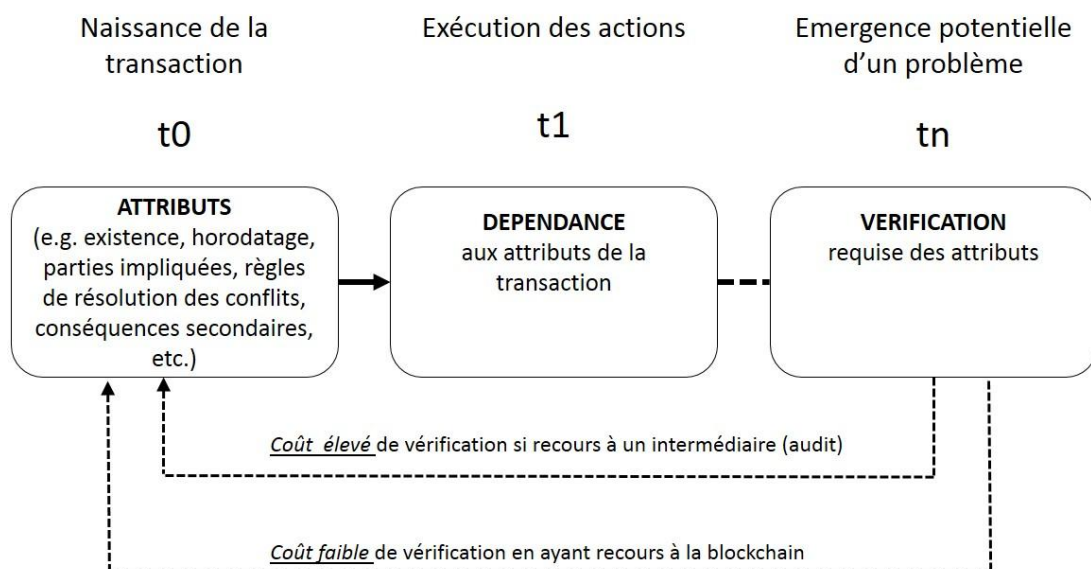 Naissance de la
transaction
Exécution des actions
Emergence potentielle
d'un problème
t0
t1
tn
ATTRIBUTS
(e.g. existence, horodatage,
parties impliquées, règles
de résolution des conflits,
conséquences secondaires,
etc.)
DEPENDANCE
aux attributs de la
transaction
VERIFICATION
requise des attributs
Coût élevé de vérification si recours à un intermédiaire (audit)
Coût faible de vérification en ayant recours à la blockchain